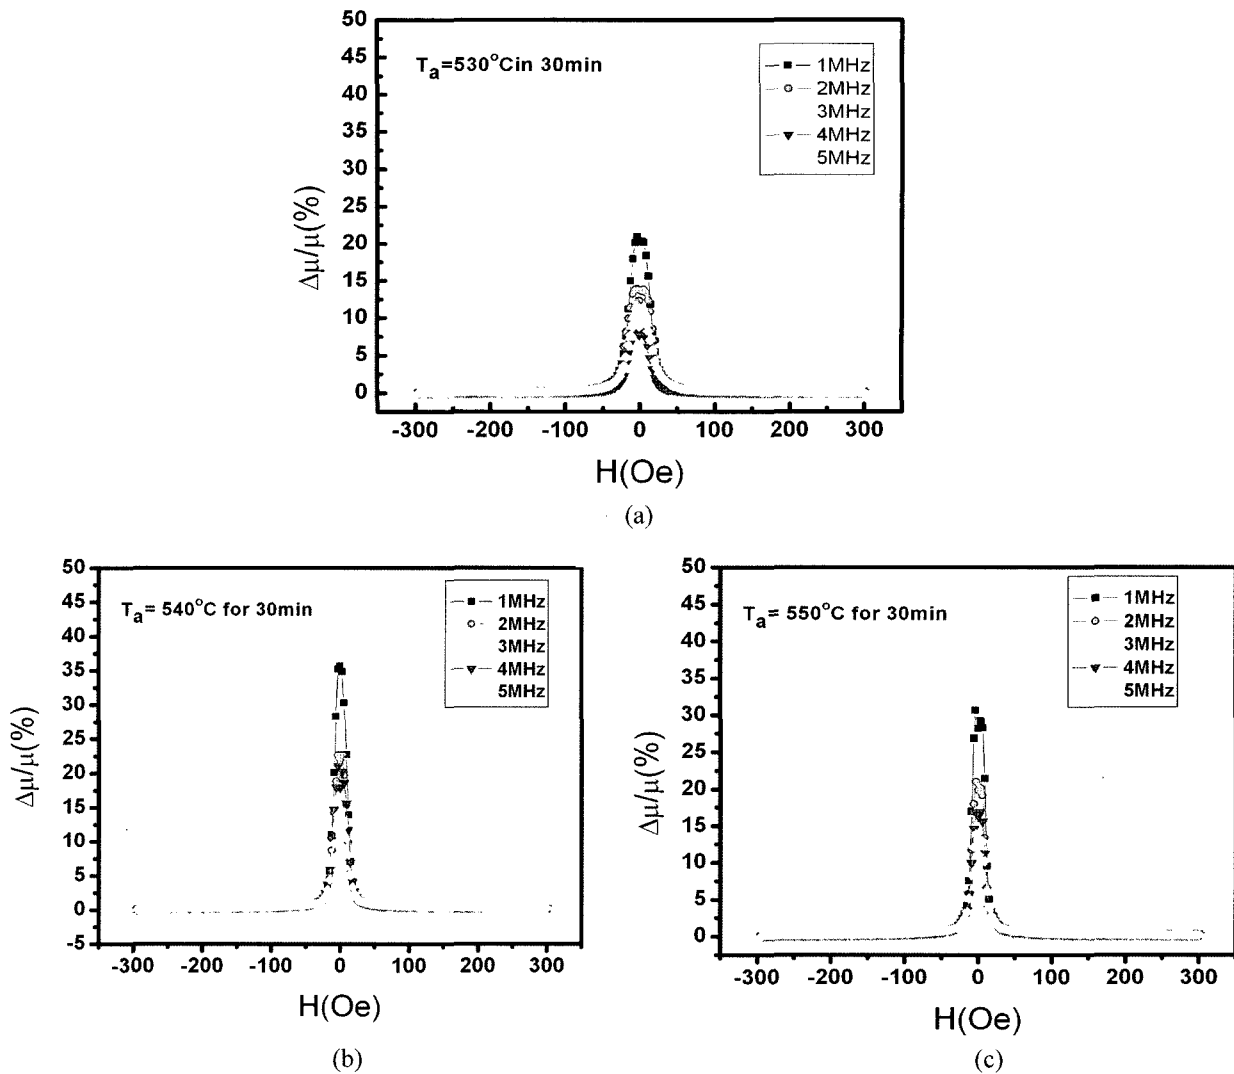 50
45
40
35
30
25
20
15
10
5
0
Δμ/μ(%)
Ta=530°Cin 30min
1MHz
2MHz
3MHz
4MHz
5MHz
-300 -200 -100 0 100 200 300
H(Oe)
(a)
50
45
40
35
30
25
20
15
10
5
0
-5
Δμ/μ(%)
Ta= 540°C for 30min
1MHz
2MHz
3MHz
4MHz
5MHz
-300 -200 -100 0 100 200 300
H(Oe)
(b)
50
45
40
35
30
25
20
15
10
5
0
Δμ/μ(%)
Ta= 550°C for 30min
1MHz
2MHz
3MHz
4MHz
5MHz
-300 -200 -100 0 100 200 300
H(Oe)
(c)